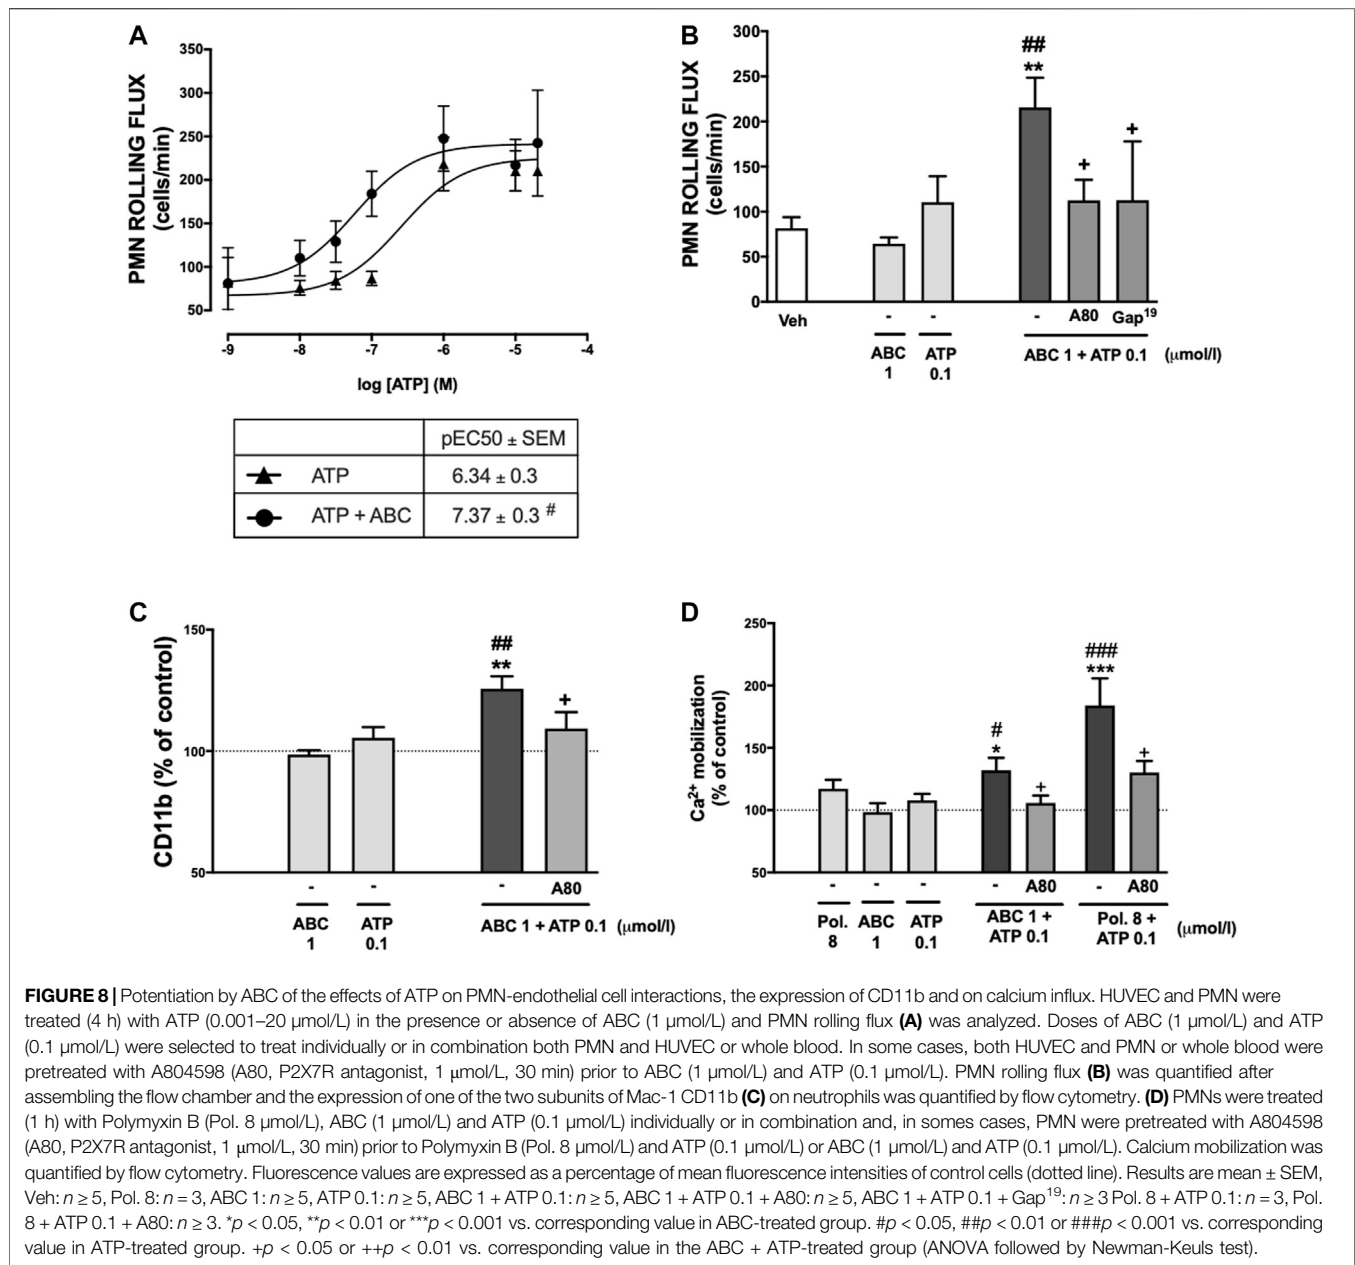 A
PMN ROLLING FLUX
(cells/min)
350
300
250
200
150
100
50
-9 -8 -7 -6 -5 -4
log [ATP] (M)
pEC50 ± SEM
ATP 6.34 ± 0.3
ATP + ABC 7.37 ± 0.3 #
B
PMN ROLLING FLUX
(cells/min)
300
250
200
150
100
50
0
##
**
+
+
Veh - - - A80 Gap19
ABC 1 ATP 0.1 ABC 1 + ATP 0.1 (μmol/l)
C
CD11b (% of control)
150
100
50
##
**
+
- - - A80
ABC 1 ATP 0.1 ABC 1 + ATP 0.1 (μmol/l)
D
Ca2+ mobilization
(% of control)
250
200
150
100
50
#
*
+
###
***
+
- - - - A80 - A80
Pol. 8 ABC 1 ATP 0.1 ABC 1 + ATP 0.1 Pol. 8 + ATP 0.1 (μmol/l)
FIGURE 8 | Potentiation by ABC of the effects of ATP on PMN-endothelial cell interactions, the expression of CD11b and on calcium influx. HUVEC and PMN were
treated (4 h) with ATP (0.001–20 μmol/L) in the presence or absence of ABC (1 μmol/L) and PMN rolling flux (A) was analyzed. Doses of ABC (1 μmol/L) and ATP
(0.1 μmol/L) were selected to treat individually or in combination both PMN and HUVEC or whole blood. In some cases, both HUVEC and PMN or whole blood were
pretreated with A804598 (A80, P2X7R antagonist, 1 μmol/L, 30 min) prior to ABC (1 μmol/L) and ATP (0.1 μmol/L). PMN rolling flux (B) was quantified after
assembling the flow chamber and the expression of one of the two subunits of Mac-1 CD11b (C) on neutrophils was quantified by flow cytometry. (D) PMNs were treated
(1 h) with Polymyxin B (Pol. 8 μmol/L), ABC (1 μmol/L) and ATP (0.1 μmol/L) individually or in combination and, in somes cases, PMN were pretreated with A804598
(A80, P2X7R antagonist, 1 μmol/L, 30 min) prior to Polymyxin B (Pol. 8 μmol/L) and ATP (0.1 μmol/L) or ABC (1 μmol/L) and ATP (0.1 μmol/L). Calcium mobilization was
quantified by flow cytometry. Fluorescence values are expressed as a percentage of mean fluorescence intensities of control cells (dotted line). Results are mean ± SEM,
Veh: n ≥ 5, Pol. 8: n = 3, ABC 1: n ≥ 5, ATP 0.1: n ≥ 5, ABC 1 + ATP 0.1: n ≥ 5, ABC 1 + ATP 0.1 + A80: n ≥ 5, ABC 1 + ATP 0.1 + Gap19: n ≥ 3 Pol. 8 + ATP 0.1: n = 3, Pol.
8 + ATP 0.1 + A80: n ≥ 3. *p < 0.05, **p < 0.01 or ***p < 0.001 vs. corresponding value in ABC-treated group. #p < 0.05, ##p < 0.01 or ###p < 0.001 vs. corresponding
value in ATP-treated group. +p < 0.05 or ++p < 0.01 vs. corresponding value in the ABC + ATP-treated group (ANOVA followed by Newman-Keuls test).